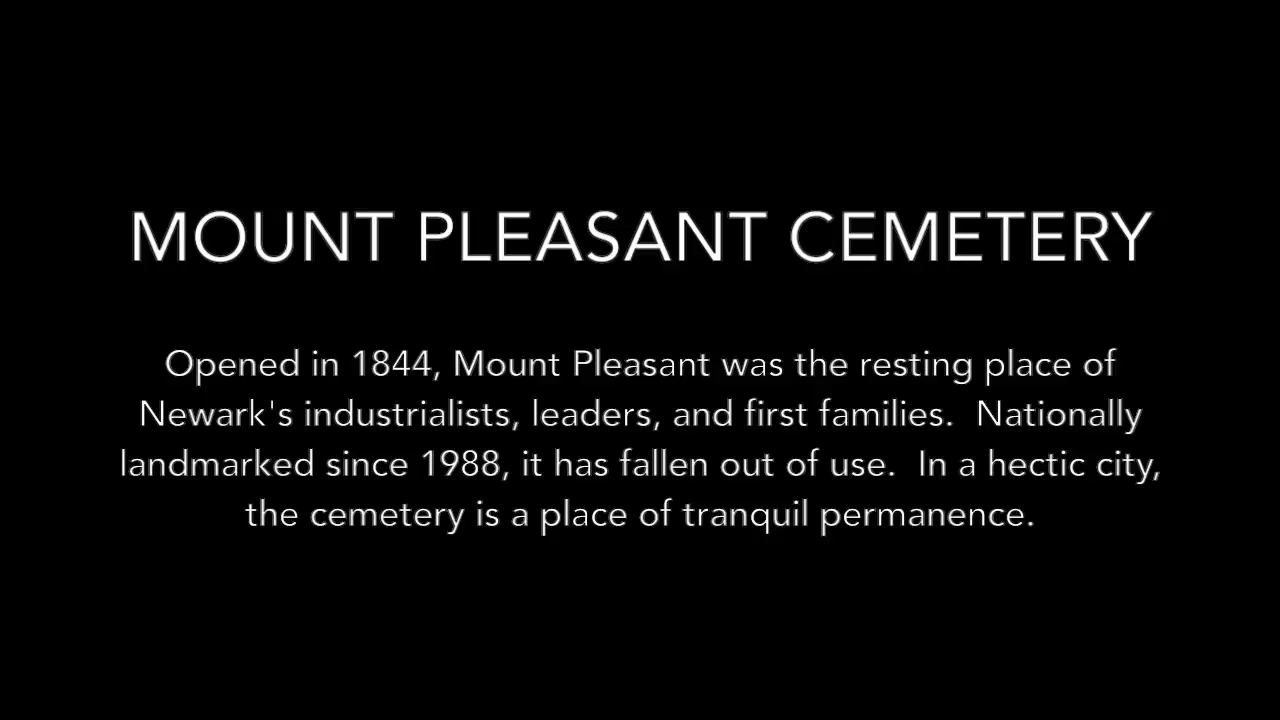 MOUNT PLEASANT CEMETERY
Opened in 1844, Mount Pleasant was the resting place of
Newark's industrialists, leaders, and first families.  Nationally
landmarked since 1988, it has fallen out of use.  In a hectic city,
the cemetery is a place of tranquil permanence.